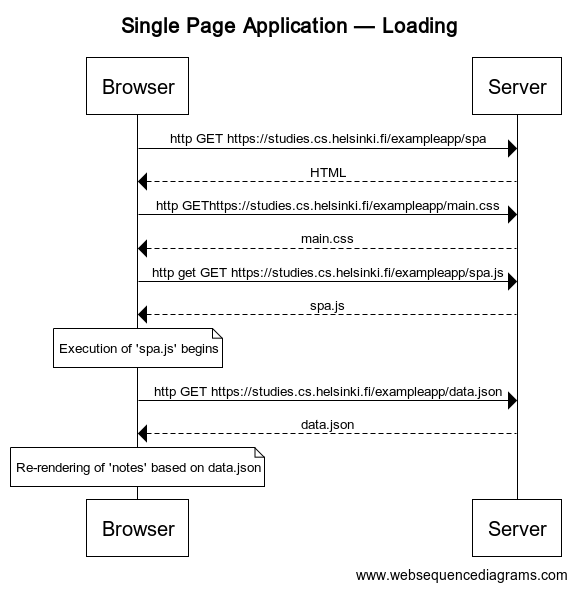 Single Page Application — Loading
Browser
Server
http GET https://studies.cs.helsinki.fi/exampleapp/spa
HTML
http GEThttps://studies.cs.helsinki.fi/exampleapp/main.css
main.css
http get GET https://studies.cs.helsinki.fi/exampleapp/spa.js
spa.js
Execution of 'spa.js' begins
http GET https://studies.cs.helsinki.fi/exampleapp/data.json
data.json
Re-rendering of 'notes' based on data.json
Browser
Server
www.websequencediagrams.com